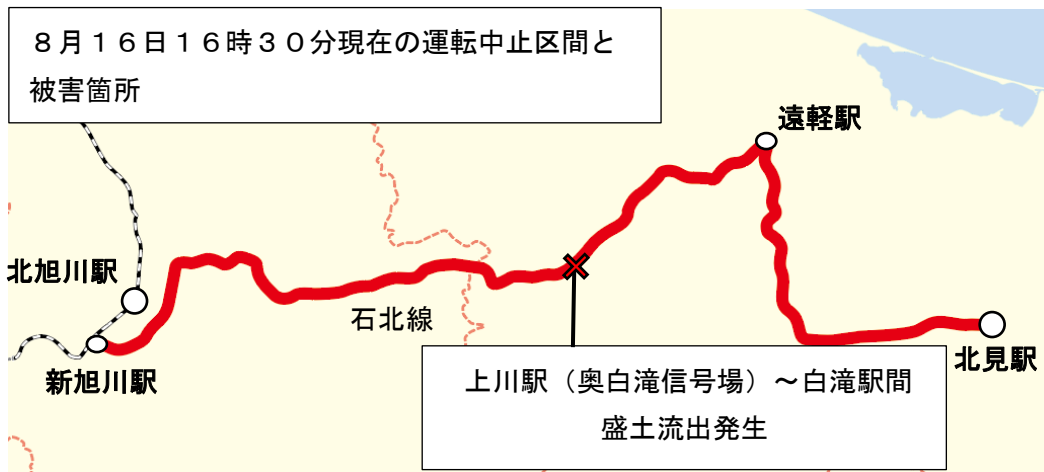 ８月１６日１６時３０分現在の運転中止区間と
被害箇所
遠軽駅
北旭川駅
石北線
新旭川駅
北見駅
上川駅（奥白滝信号場）～白滝駅間
盛土流出発生